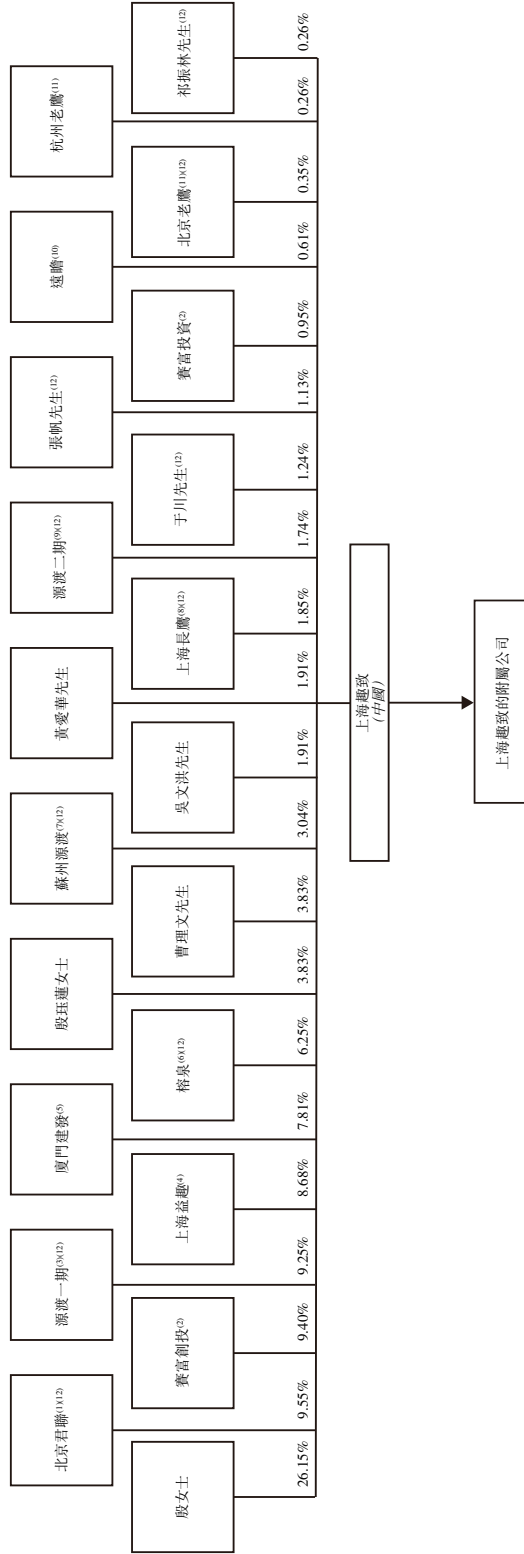 北京君聯(1)(12)
源渡一期(3)(12)
廈門建發(5)
殷珏蓮女士
蘇州源渡(7)(12)
黃愛華先生
源渡二期(9)(12)
張帆先生(12)
遠瞻(10)
杭州老鷹(11)
殷女士
賽富創投(2)
上海益趣(4)
榕泉(6)(12)
曹理文先生
吳文洪先生
上海長鷹(8)(12)
于川先生(12)
賽富投資(2)
北京老鷹(11)(12)
祁振林先生(12)
26.15%
9.55%
9.40%
9.25%
8.68%
7.81%
6.25%
3.83%
3.83%
3.04%
1.91%
1.91%
1.85%
1.74%
1.24%
1.13%
0.95%
0.61%
0.35%
0.26%
0.26%
上海趣致
(中國)
上海趣致的附屬公司